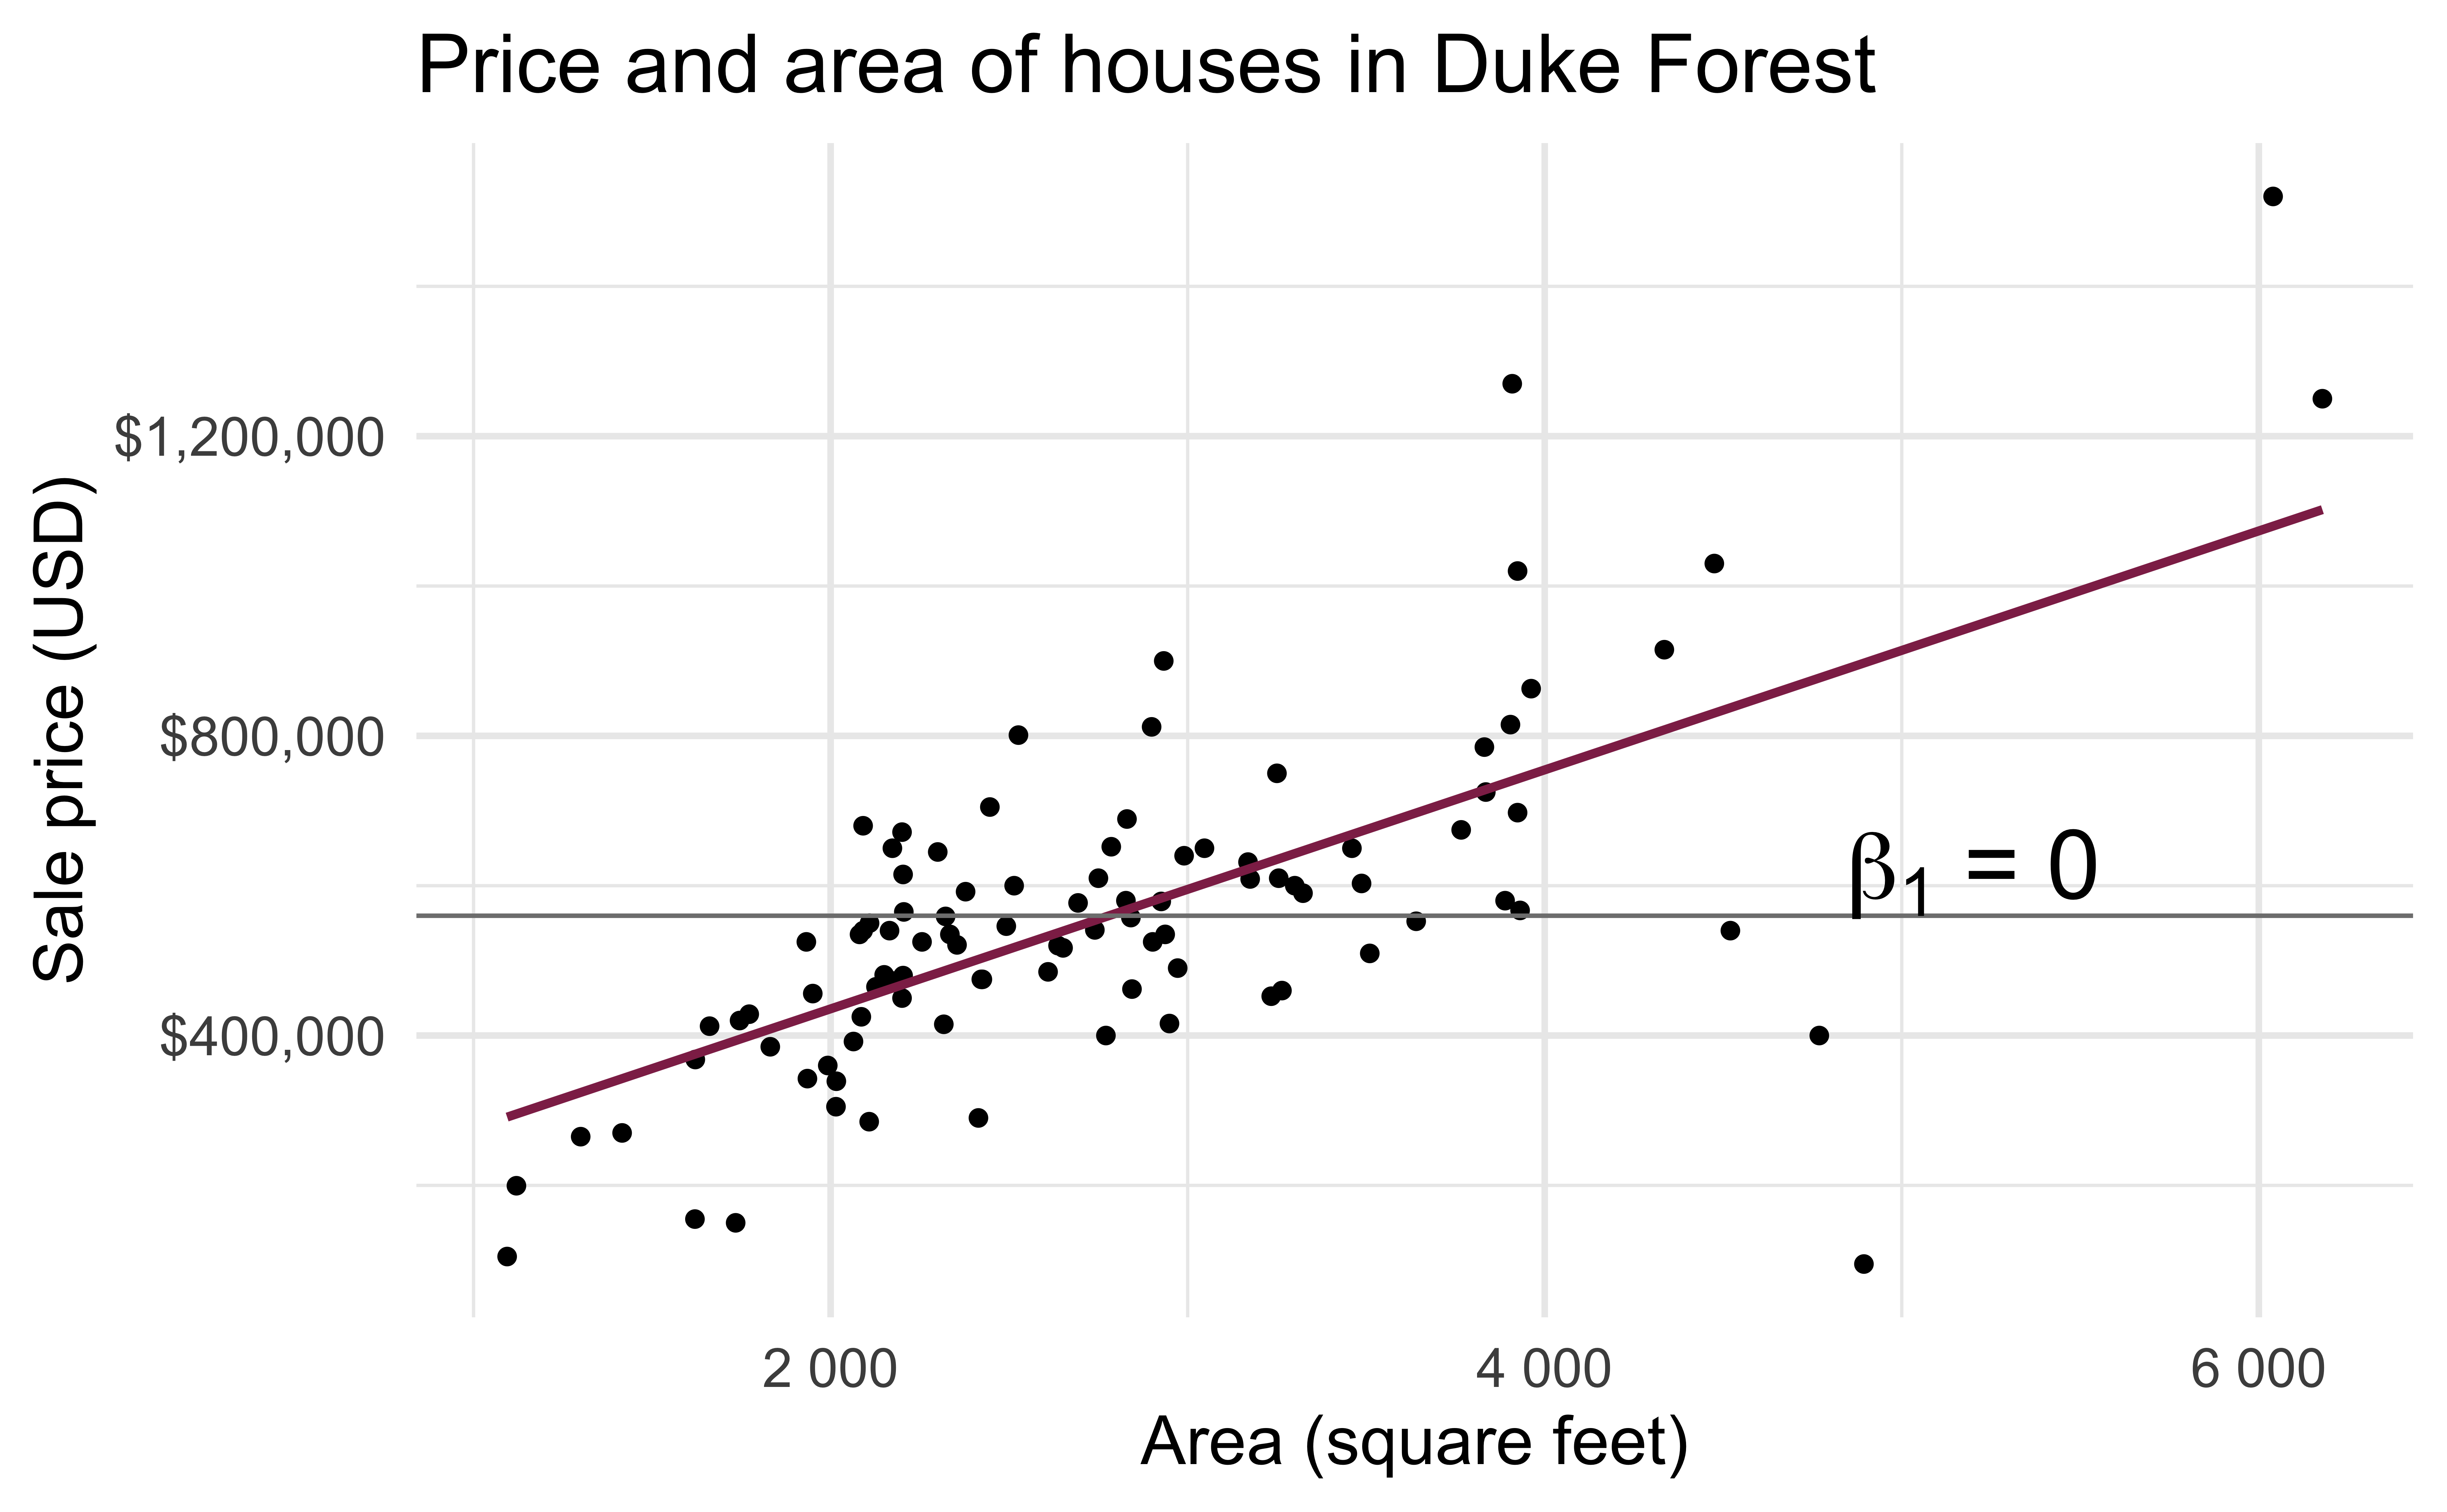 Price and area of houses in Duke Forest
Sale price (USD)
$1,200,000
$800,000
$400,000
β₁ = 0
2 000
4 000
6 000
Area (square feet)